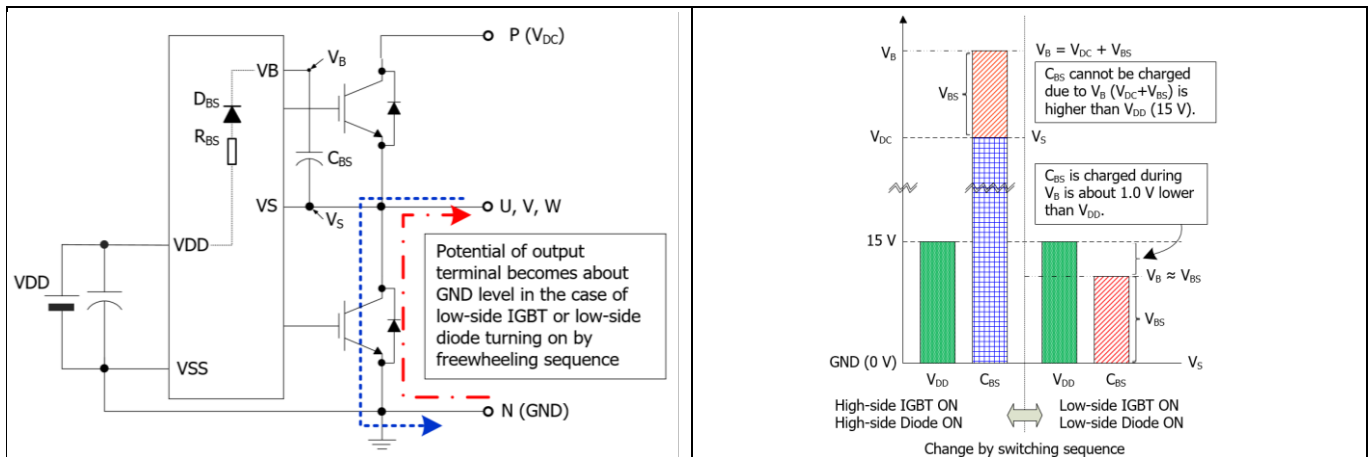 P (VDC)
VB
VB
DBS
RBS
CBS
VS
VS
U, V, W
VDD
VDD
VSS
Potential of output
terminal becomes about
GND level in the case of
low-side IGBT or low-side
diode turning on by
freewheeling sequence
N (GND)
VB
VB = VDC + VBS
CBS cannot be charged
due to VB (VDC+VBS) is
higher than VDD (15 V).
VBS
VDC
VS
CBS is charged during
VB is about 1.0 V lower
than VDD.
15 V
VB ≈ VBS
VBS
GND (0 V)
VS
VDD CBS VDD CBS
High-side IGBT ON Low-side IGBT ON
High-side Diode ON Low-side Diode ON
Change by switching sequence